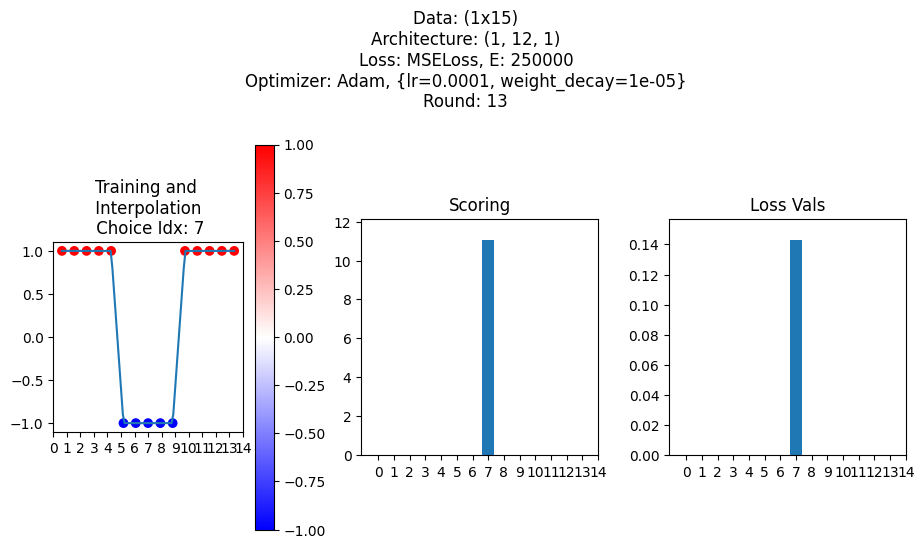 Data: (1x15)
Architecture: (1, 12, 1)
Loss: MSELoss, E: 250000
Optimizer: Adam, {lr=0.0001, weight_decay=1e-05}
Round: 13
Training and
Interpolation
Choice Idx: 7
1.0
0.5
0.0
−0.5
−1.0
0 1 2 3 4 5 6 7 8 9 10 11 12 13 14
1.00
0.75
0.50
0.25
0.00
−0.25
−0.50
−0.75
−1.00
Scoring
12
10
8
6
4
2
0
0 1 2 3 4 5 6 7 8 9 10 11 12 13 14
Loss Vals
0.14
0.12
0.10
0.08
0.06
0.04
0.02
0.00
0 1 2 3 4 5 6 7 8 9 10 11 12 13 14